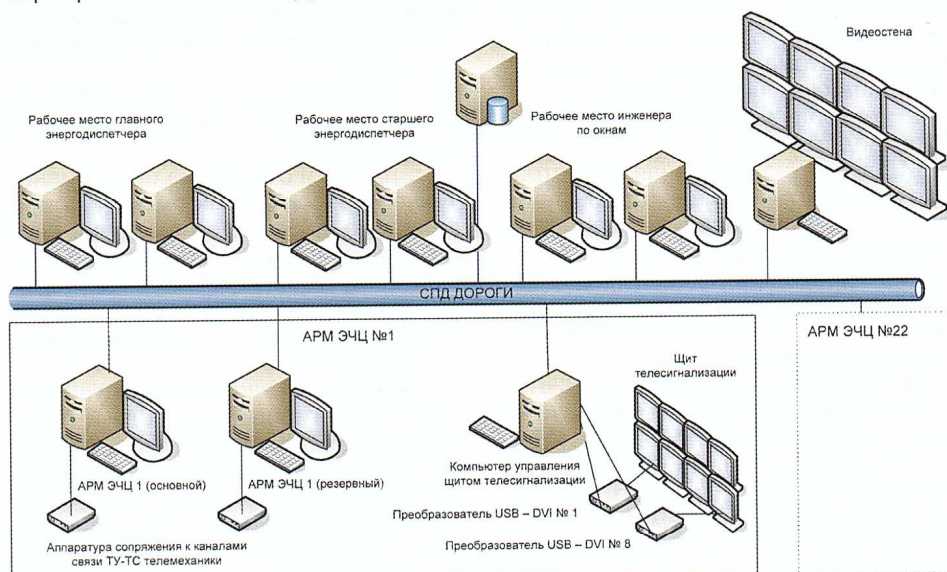 Видеостена
Рабочее место главного
энергодиспетчера
Рабочее место старшего
энергодиспетчера
Рабочее место инженера
по окнам
СПД ДОРОГИ
АРМ ЭЧЦ №1
АРМ ЭЧЦ №22
Щит
телесигнализации
АРМ ЭЧЦ 1 (основной)
АРМ ЭЧЦ 1 (резервный)
Компьютер управления
щитом телесигнализации
Преобразователь USB – DVI № 1
Преобразователь USB – DVI № 8
Аппаратура сопряжения к каналами
связи ТУ-ТС телемеханики